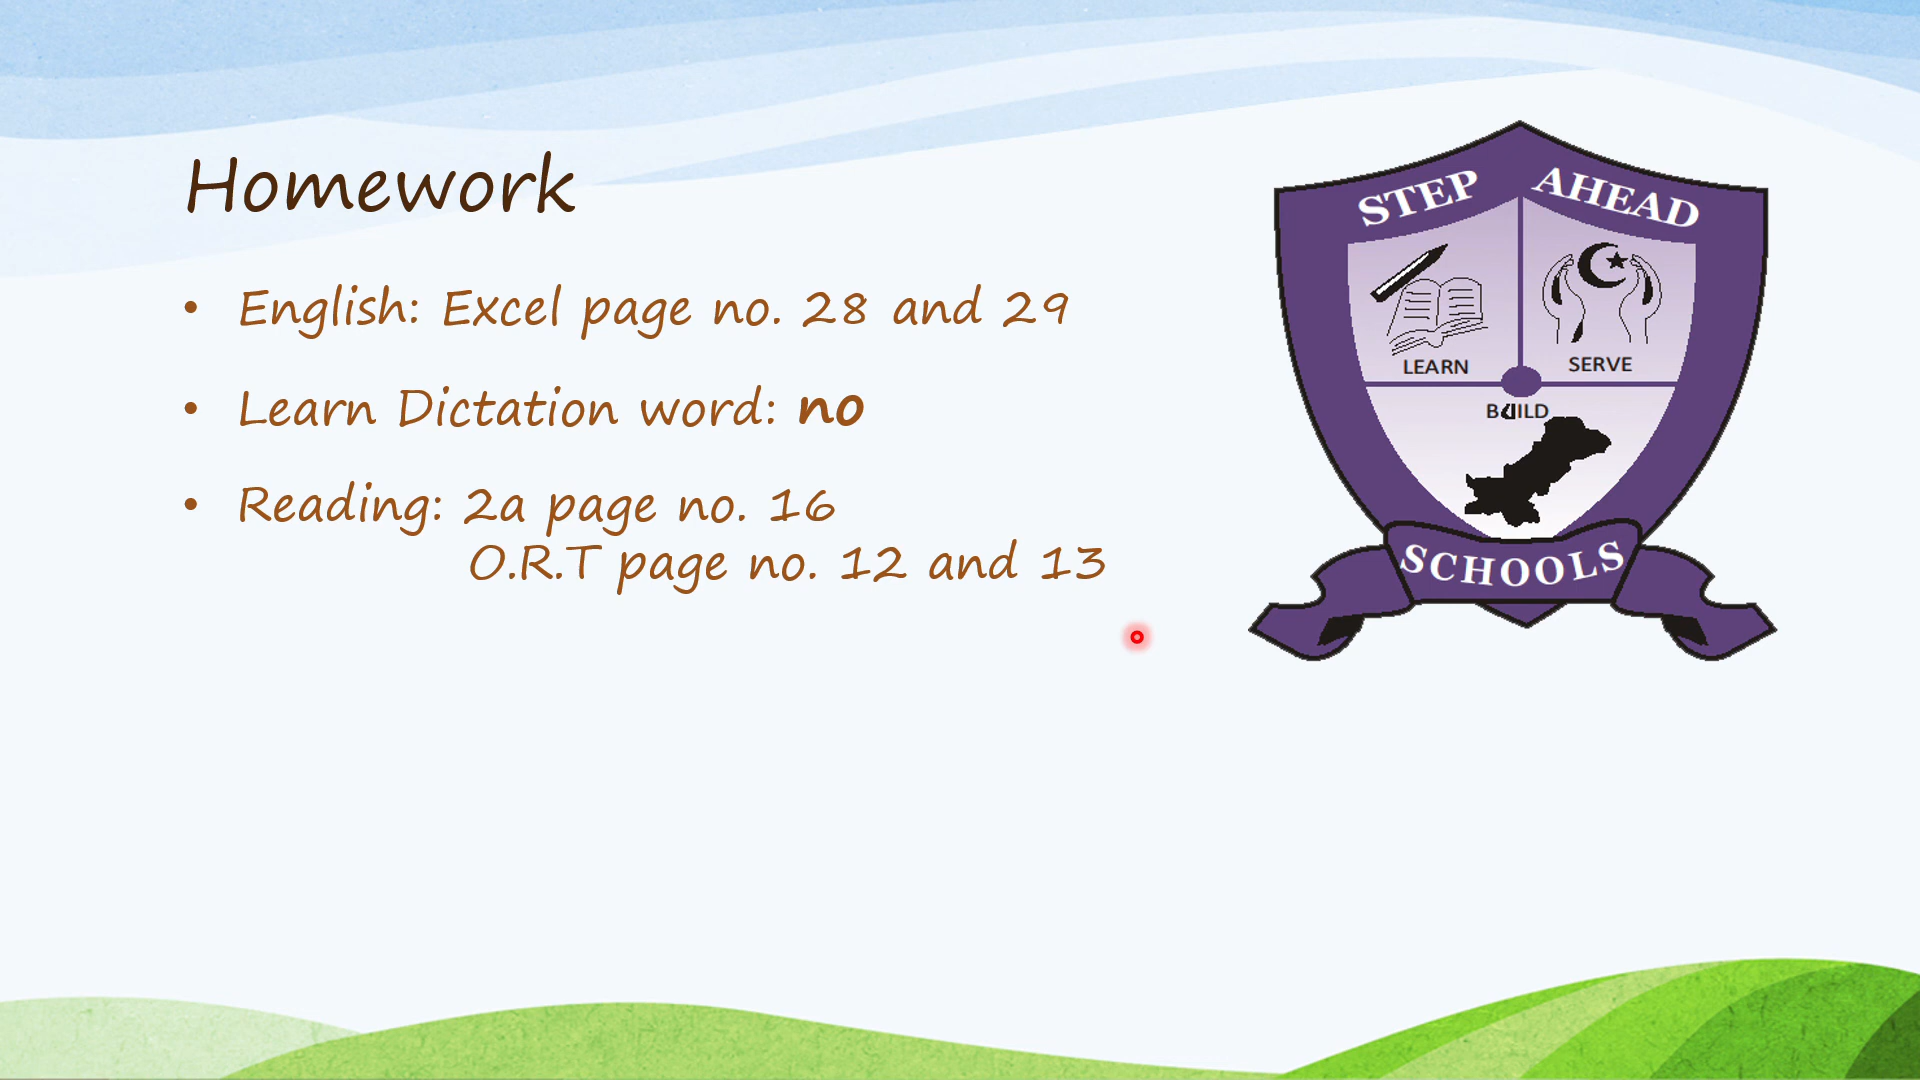 Homework
• English: Excel page no. 28 and 29
• Learn Dictation word: no
• Reading: 2a page no. 16
O.R.T page no. 12 and 13
STEP AHEAD
LEARN
SERVE
BUILD
SCHOOLS